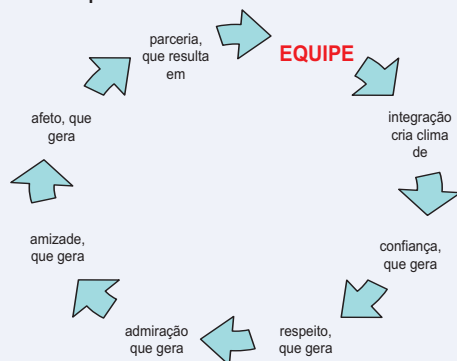 EQUIPE
integração
cria clima
de
confiança,
que gera
respeito,
que gera
admiração
que gera
amizade,
que gera
afeto, que
gera
parceria,
que resulta
em